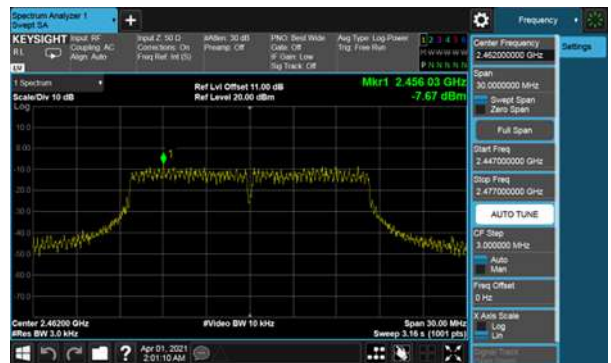 Spectrum Analyzer 1
Swept SA
Frequency
KEYSIGHT Input: RF
R L
Coupling: AC
Align: Auto
Input Z: 50 Ω
Corrections: On
Freq Ref: Int (S)
#Atten: 30 dB
Preamp: Off
PNO: Best Wide
Gate: Off
IF Gain: Low
Sig Track: Off
Avg Type: Log-Power
Trig: Free Run
1 2 3 4 5 6
P N N N N N
Settings
1 Spectrum
Scale/Div 10 dB
Log
Ref Lvl Offset 11.00 dB
Ref Level 20.00 dBm
Mkr1 2.456 03 GHz
-7.67 dBm
10.0
0.00
-10.0
-20.0
-30.0
-40.0
-50.0
-60.0
-70.0
1
Center 2.46200 GHz
#Res BW 3.0 kHz
#Video BW 10 kHz
Span 30.00 MHz
Sweep 3.16 s (1001 pts)
Center Frequency
2.462000000 GHz
Span
30.0000000 MHz
Swept Span
Zero Span
Full Span
Start Freq
2.447000000 GHz
Stop Freq
2.477000000 GHz
AUTO TUNE
CF Step
3.000000 MHz
Auto
Man
Freq Offset
0 Hz
X Axis Scale
Log
Lin
Apr 01, 2021
2:01:10 AM